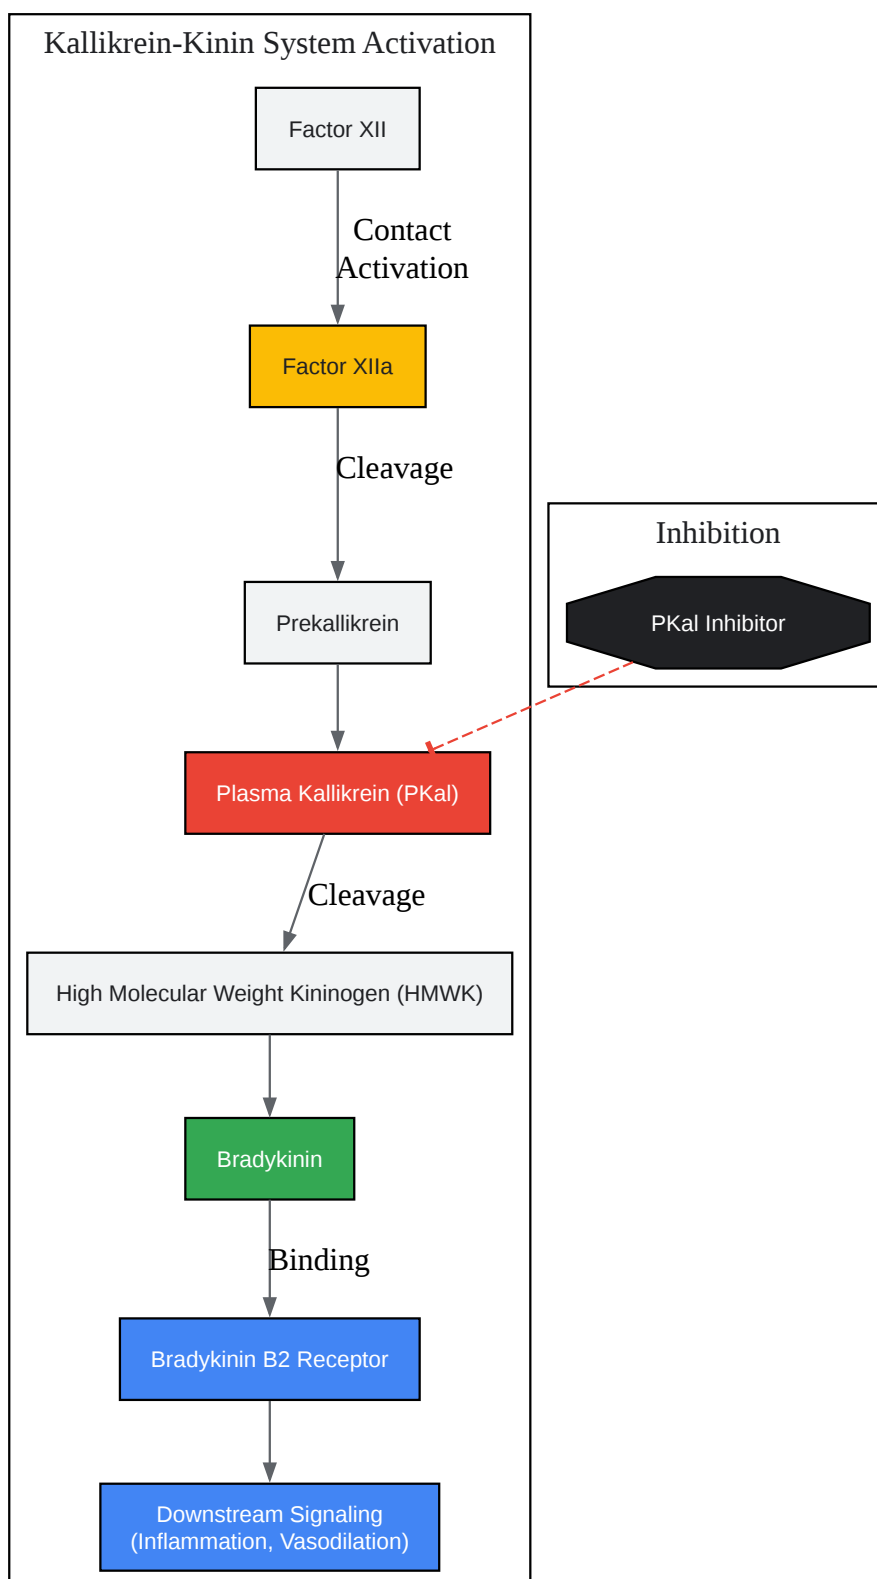 Kallikrein-Kinin System Activation
Factor XII
Contact
Activation
Factor XIIa
Cleavage
Inhibition
Prekallikrein
PKal Inhibitor
Plasma Kallikrein (PKal)
Cleavage
High Molecular Weight Kininogen (HMWK)
Bradykinin
Binding
Bradykinin B2 Receptor
Downstream Signaling
(Inflammation, Vasodilation)